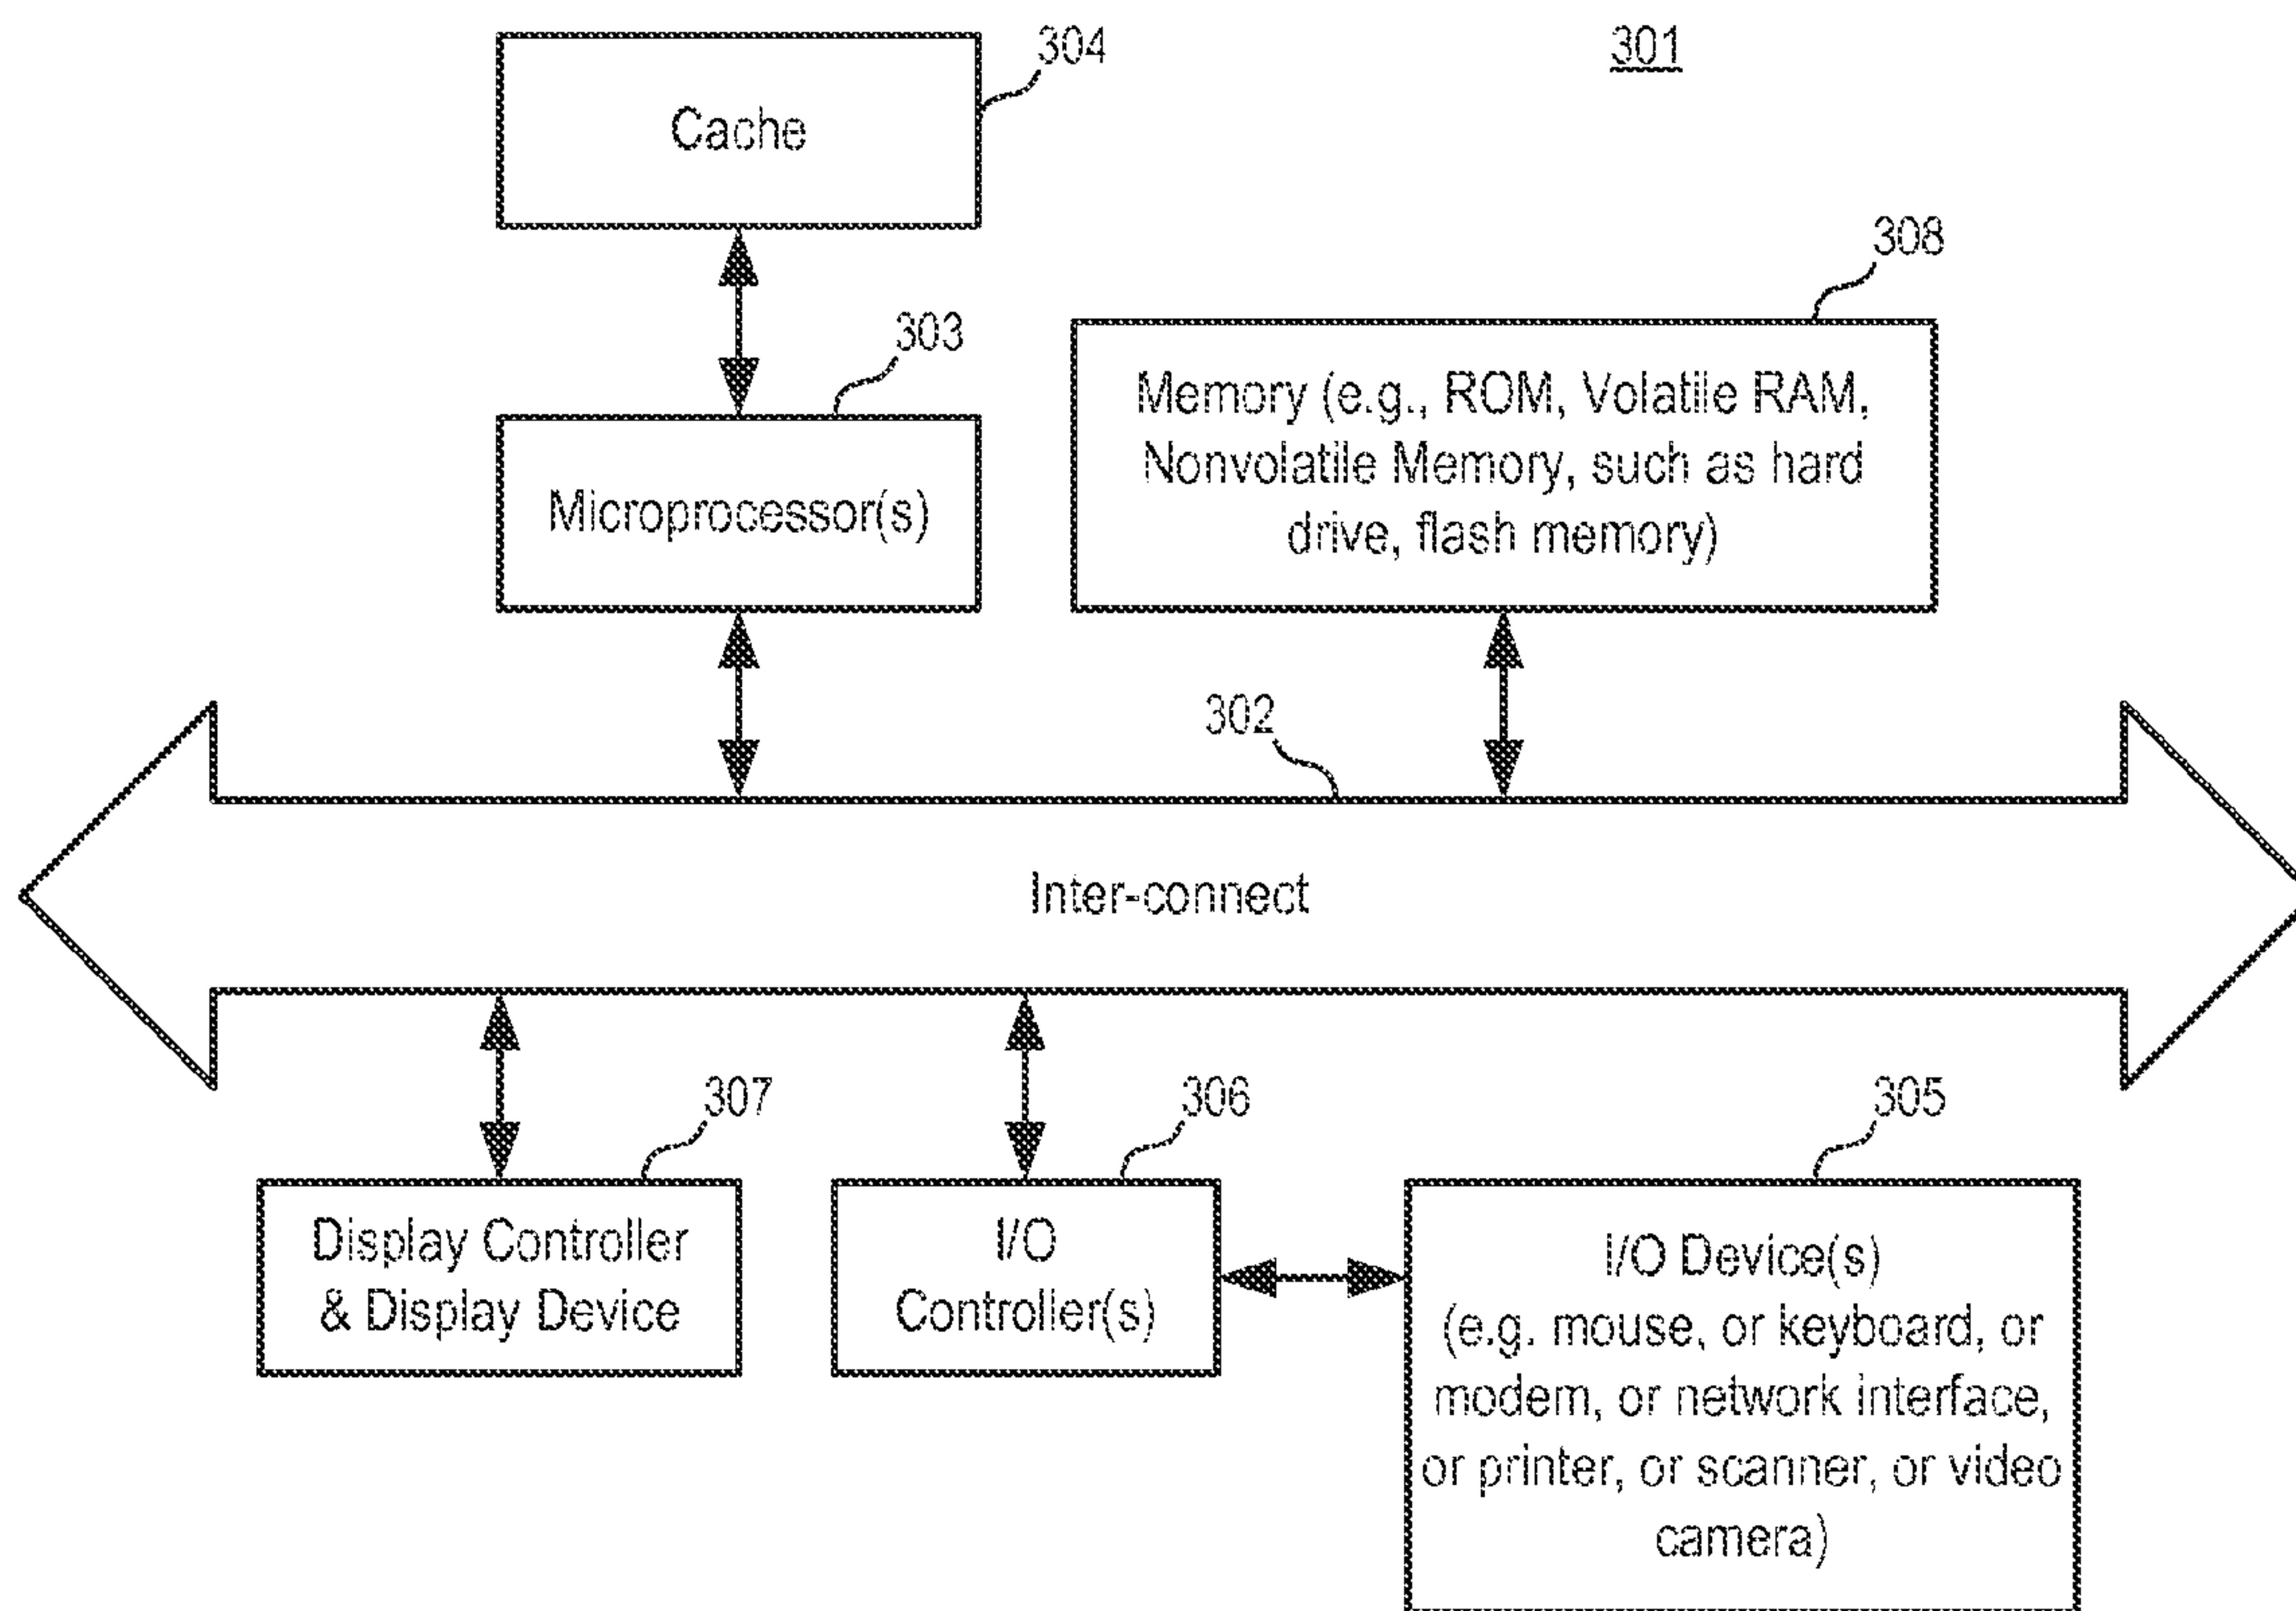 304
301
Cache
308
303
Memory (e.g., ROM, Volatile RAM,
Nonvolatile Memory, such as hard
drive, flash memory)
Microprocessor(s)
302
Inter-connect
307
306
305
Display Controller
& Display Device
I/O
Controller(s)
I/O Device(s)
(e.g. mouse, or keyboard, or
modem, or network interface,
or printer, or scanner, or video
camera)